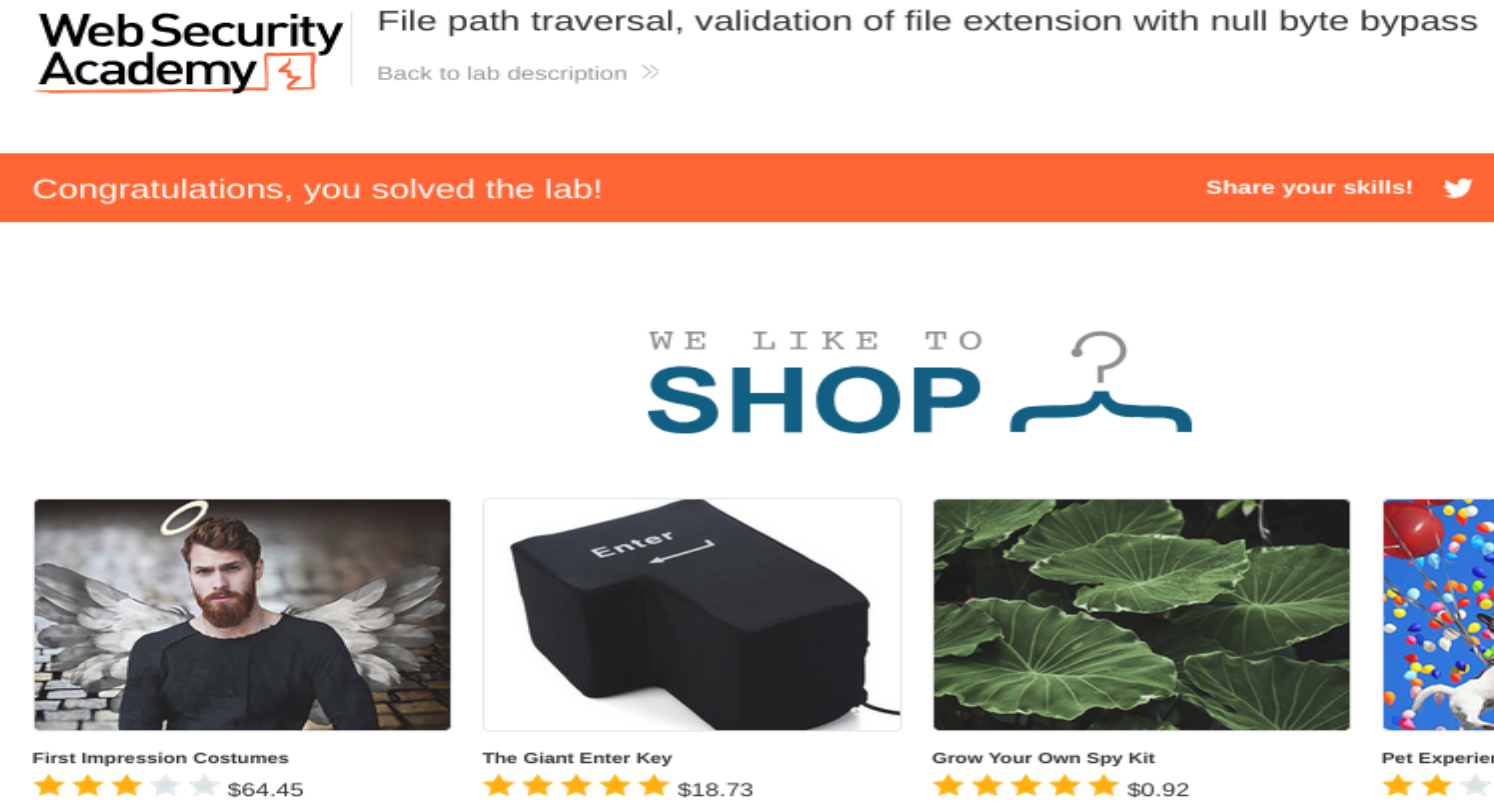 Web Security
Academy
File path traversal, validation of file extension with null byte bypass
Back to lab description
Congratulations, you solved the lab!
Share your skills!
WE LIKE TO
SHOP
Enter
First Impression Costumes
$64.45
The Giant Enter Key
$18.73
Grow Your Own Spy Kit
$0.92
Pet